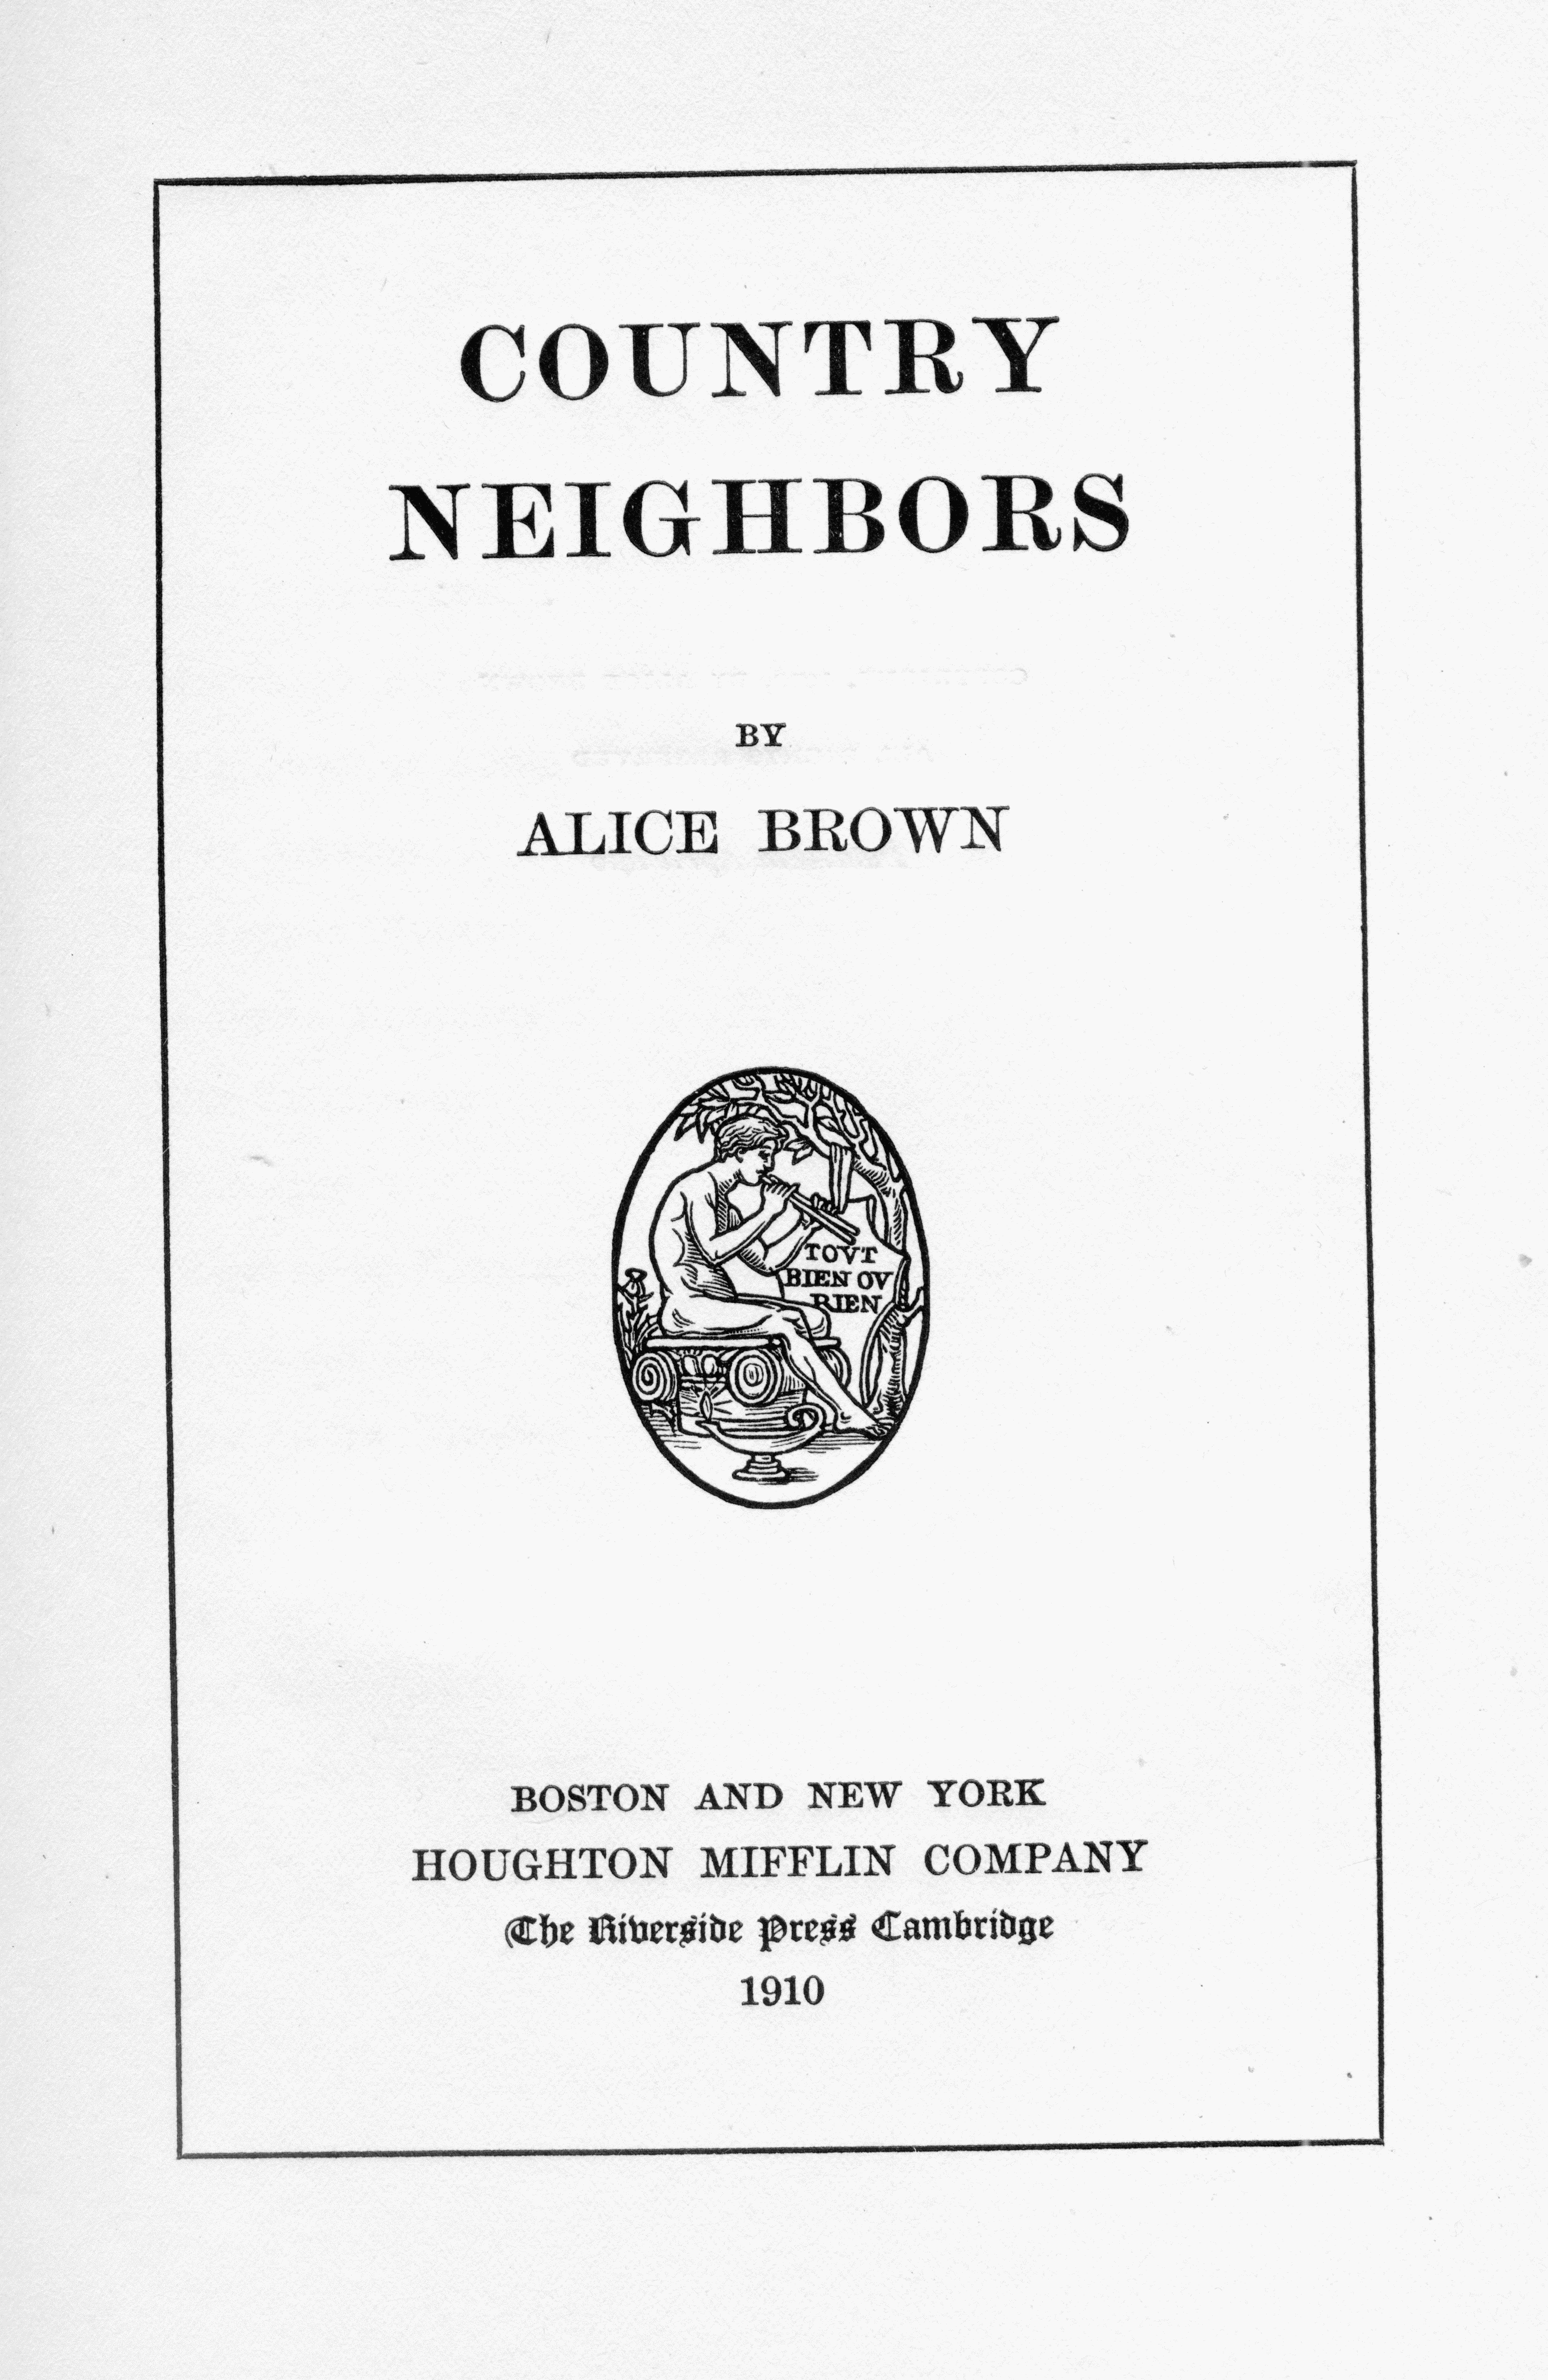 COUNTRY
NEIGHBORS
BY
ALICE BROWN
TOVT
BIEN OV
RIEN
BOSTON AND NEW YORK
HOUGHTON MIFFLIN COMPANY
The Riverside Press Cambridge
1910